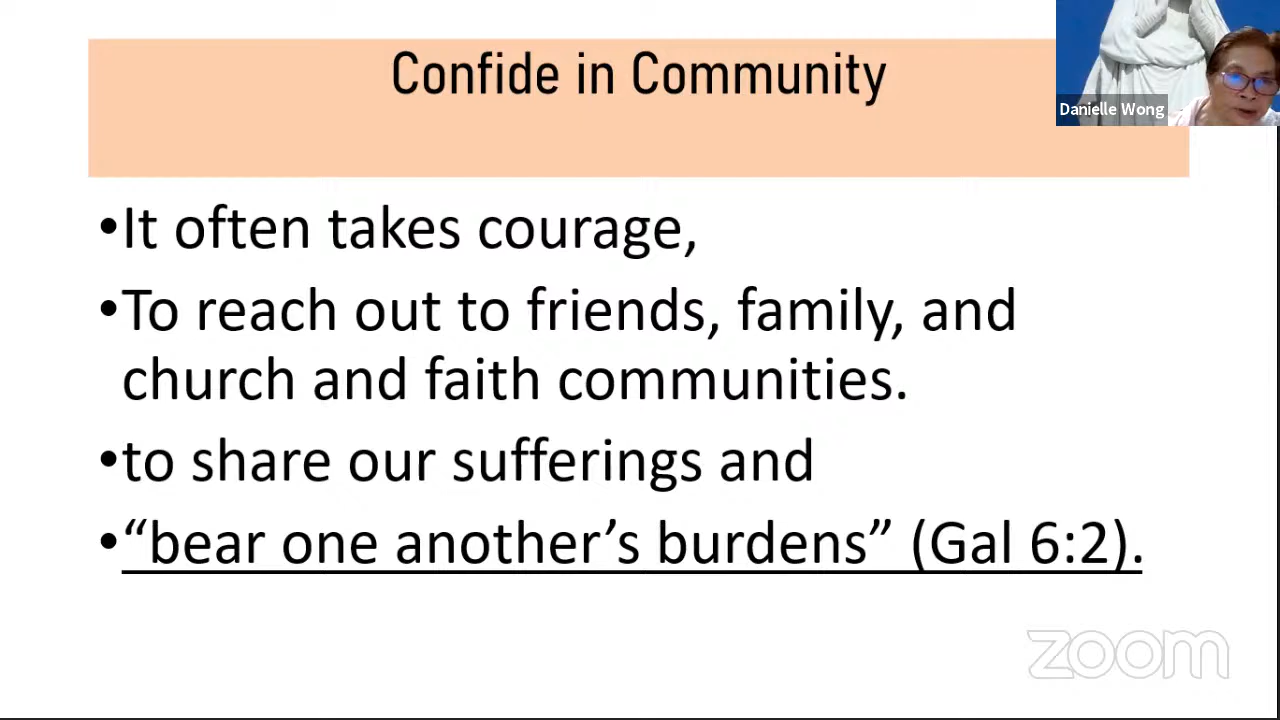 Confide in Community
Danielle Wong
•It often takes courage,
•To reach out to friends, family, and
church and faith communities.
•to share our sufferings and
•“bear one another’s burdens” (Gal 6:2).
zoom